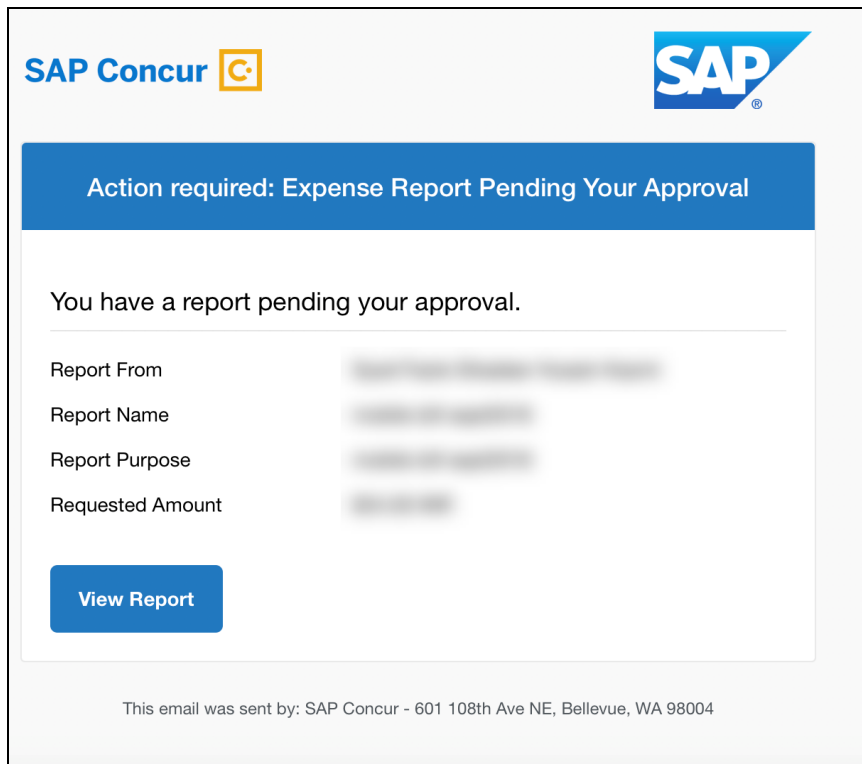 SAP Concur C.
SAP ®
Action required: Expense Report Pending Your Approval
You have a report pending your approval.
Report From
Report Name
Report Purpose
Requested Amount
View Report
This email was sent by: SAP Concur - 601 108th Ave NE, Bellevue, WA 98004